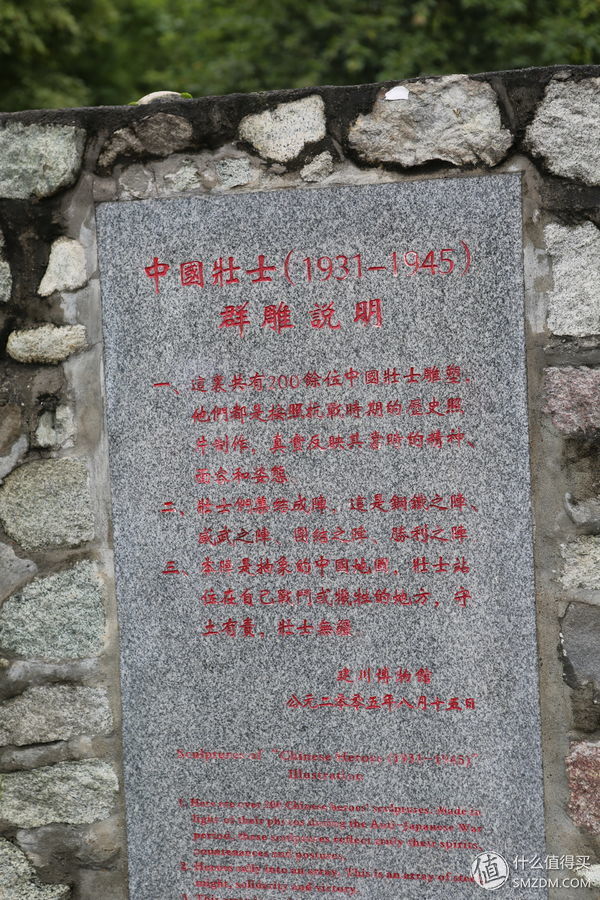 中國壯士(1931-1945)
群雕說明
一、這裏共有200餘位中國壯士雕塑、
他們都是按照抗戰時期的歷史照
片制作，真實反映其當時的精神、
面容和姿態
二、壯士們集結成陣，這是鋼鐵之陣、
威武之陣、團結之陣、勝利之陣
三、是抽象的中國地圖，壯士站
位在自己戰鬥或犧牲的地方，守
土有責，壯士無疆
建川博物館
公元二零零五年八月十五日
Sculptures of "Chinese Heroes (1931-1945)"
Illustration
1. Here are over 200 Chinese heroes' sculptures. Made in
light of their photos during the Anti-Japanese War
period, these sculptures reflect truly their spirits,
countenances and postures.
2. Heroes rally into an array. This is an array of steel,
might, solidarity and victory.
值 什么值得买
SMZDM.COM